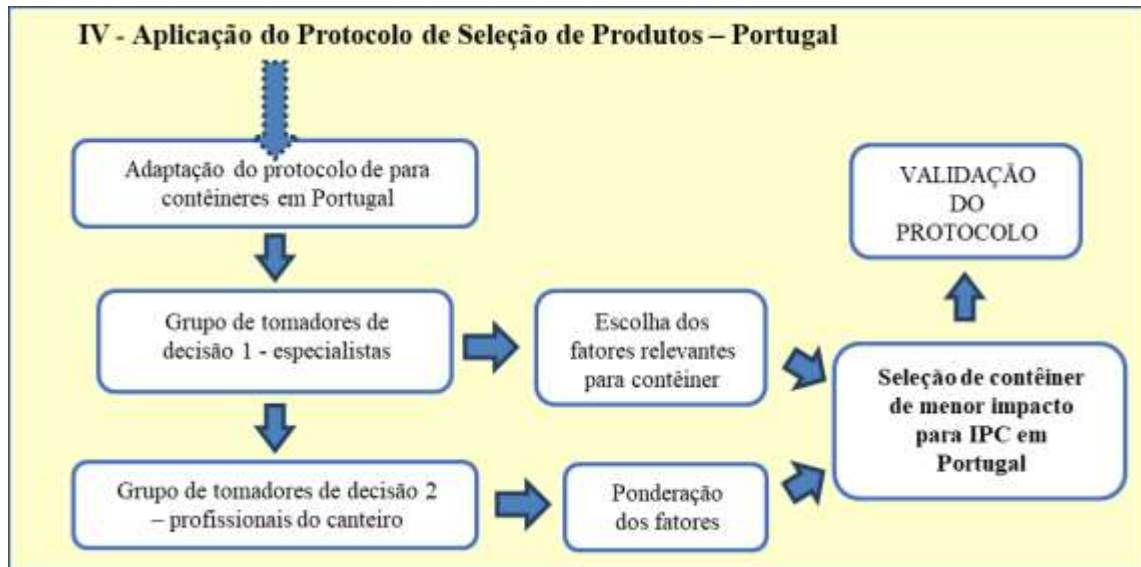 IV - Aplicação do Protocolo de Seleção de Produtos – Portugal
Adaptação do protocolo de para
contêineres em Portugal
VALIDAÇÃO
DO
PROTOCOLO
Grupo de tomadores de
decisão 1 - especialistas
Escolha dos
fatores relevantes
para contêiner
Seleção de contêiner
de menor impacto
para IPC em
Portugal
Grupo de tomadores de decisão 2
– profissionais do canteiro
Ponderação
dos fatores